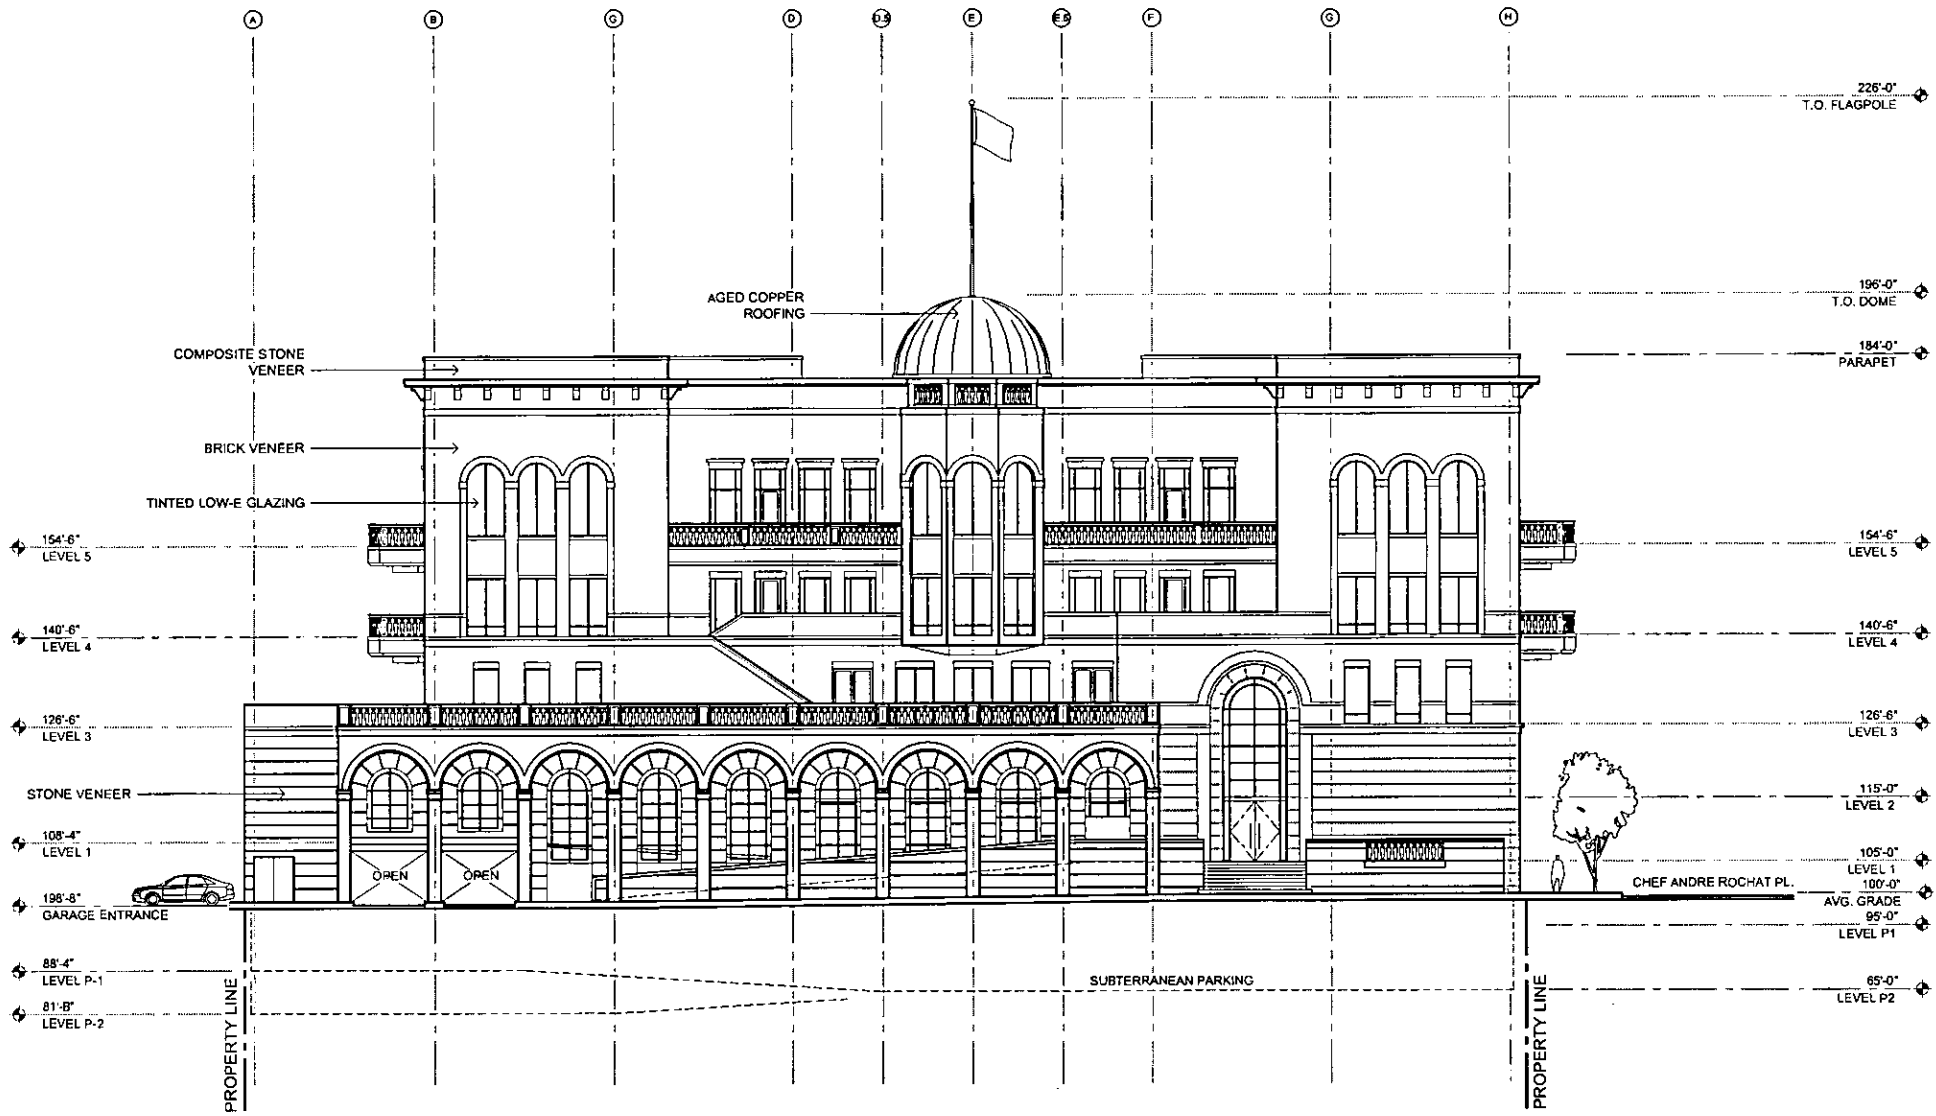 A B C D D.5 E E.5 F G H
226'-0"
T.O. FLAGPOLE
AGED COPPER
ROOFING
196'-0"
T.O. DOME
COMPOSITE STONE
VENEER
184'-0"
PARAPET
BRICK VENEER
TINTED LOW-E GLAZING
154'-6"
LEVEL 5
154'-6"
LEVEL 5
140'-6"
LEVEL 4
140'-6"
LEVEL 4
126'-6"
LEVEL 3
126'-6"
LEVEL 3
STONE VENEER
115'-0"
LEVEL 2
108'-4"
LEVEL 1
105'-0"
LEVEL 1
OPEN
OPEN
CHEF ANDRE ROCHAT PL.
198'-8"
GARAGE ENTRANCE
100'-0"
AVG. GRADE
95'-0"
LEVEL P1
88'-4"
LEVEL P-1
SUBTERRANEAN PARKING
65'-0"
LEVEL P2
81'-8"
LEVEL P-2
PROPERTY LINE
PROPERTY LINE